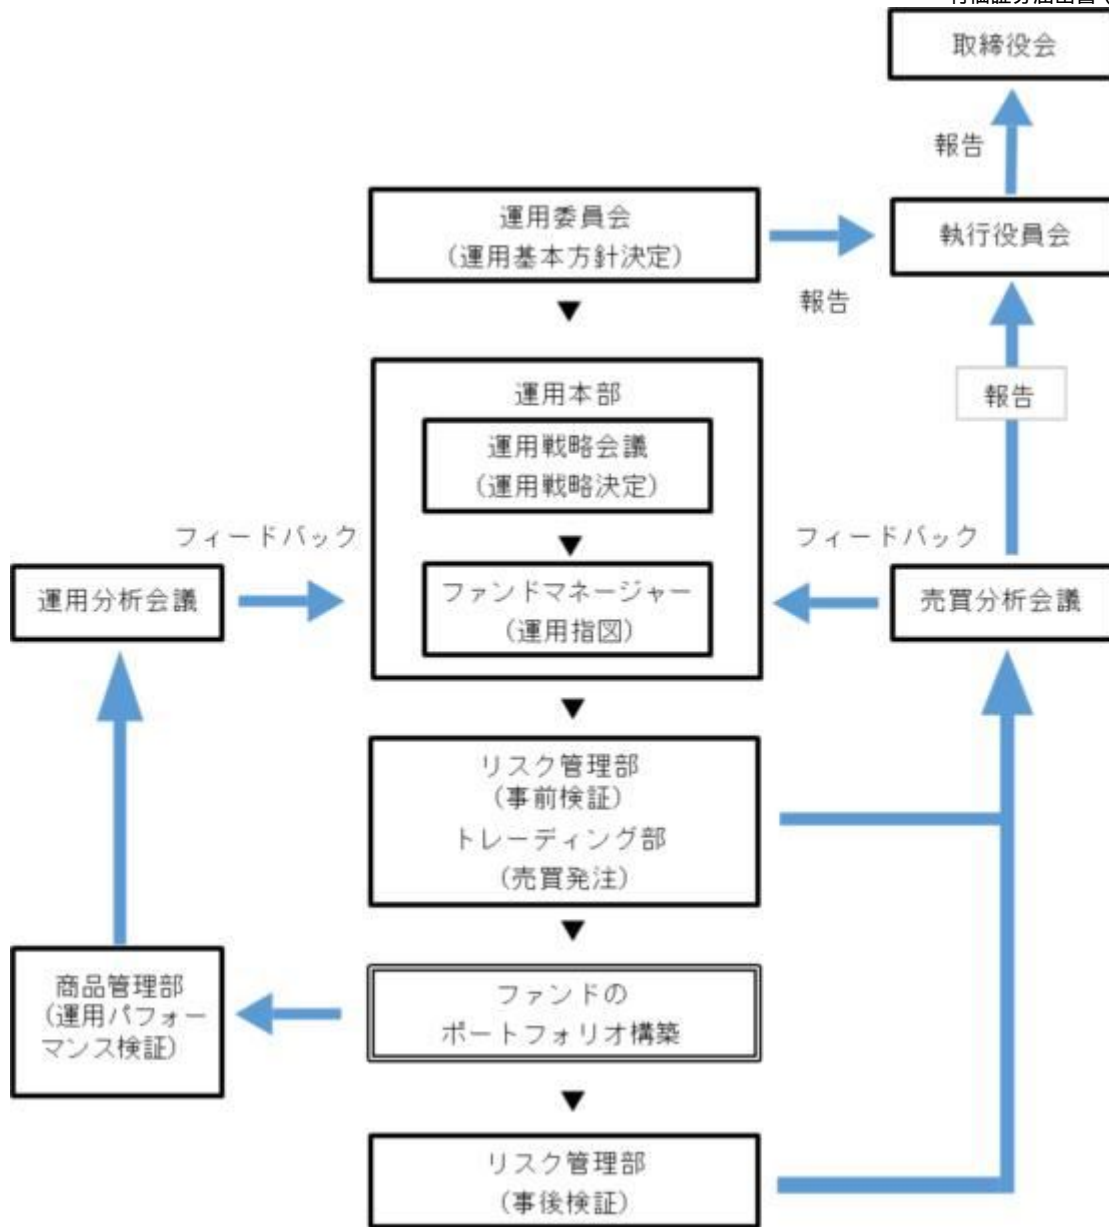 取締役会
報告
運用委員会
(運用基本方針決定)
執行役員会
報告
運用本部
報告
運用戦略会議
(運用戦略決定)
フィードバック
フィードバック
運用分析会議
ファンドマネージャー
(運用指図)
売買分析会議
リスク管理部
(事前検証)
トレーディング部
(売買発注)
商品管理部
(運用パフォー
マンス検証)
ファンドの
ポートフォリオ構築
リスク管理部
(事後検証)